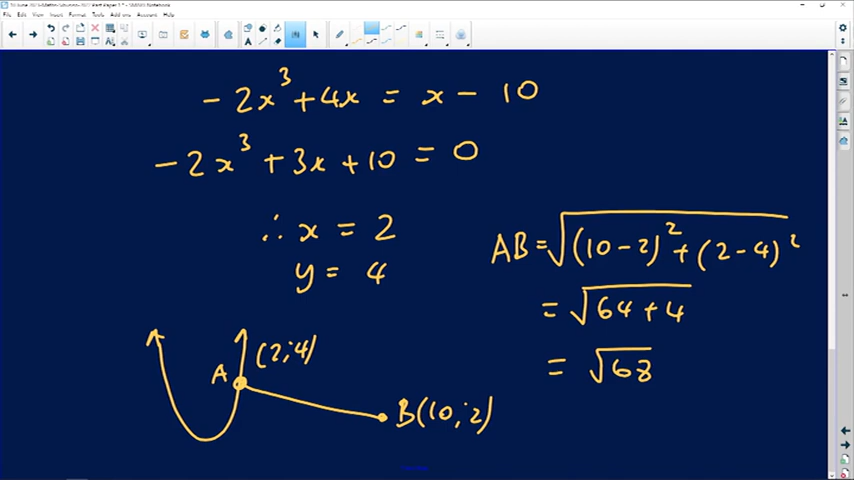 File Edit View Insert Format Tools Add-ons Account Help
-2x³+4x = x - 10
-2x³+3x+10 = 0
∴ x = 2
y = 4
AB=√((10-2)²+(2-4)²)
= √(64+4)
= √68
(2;4)
A
B(10;2)